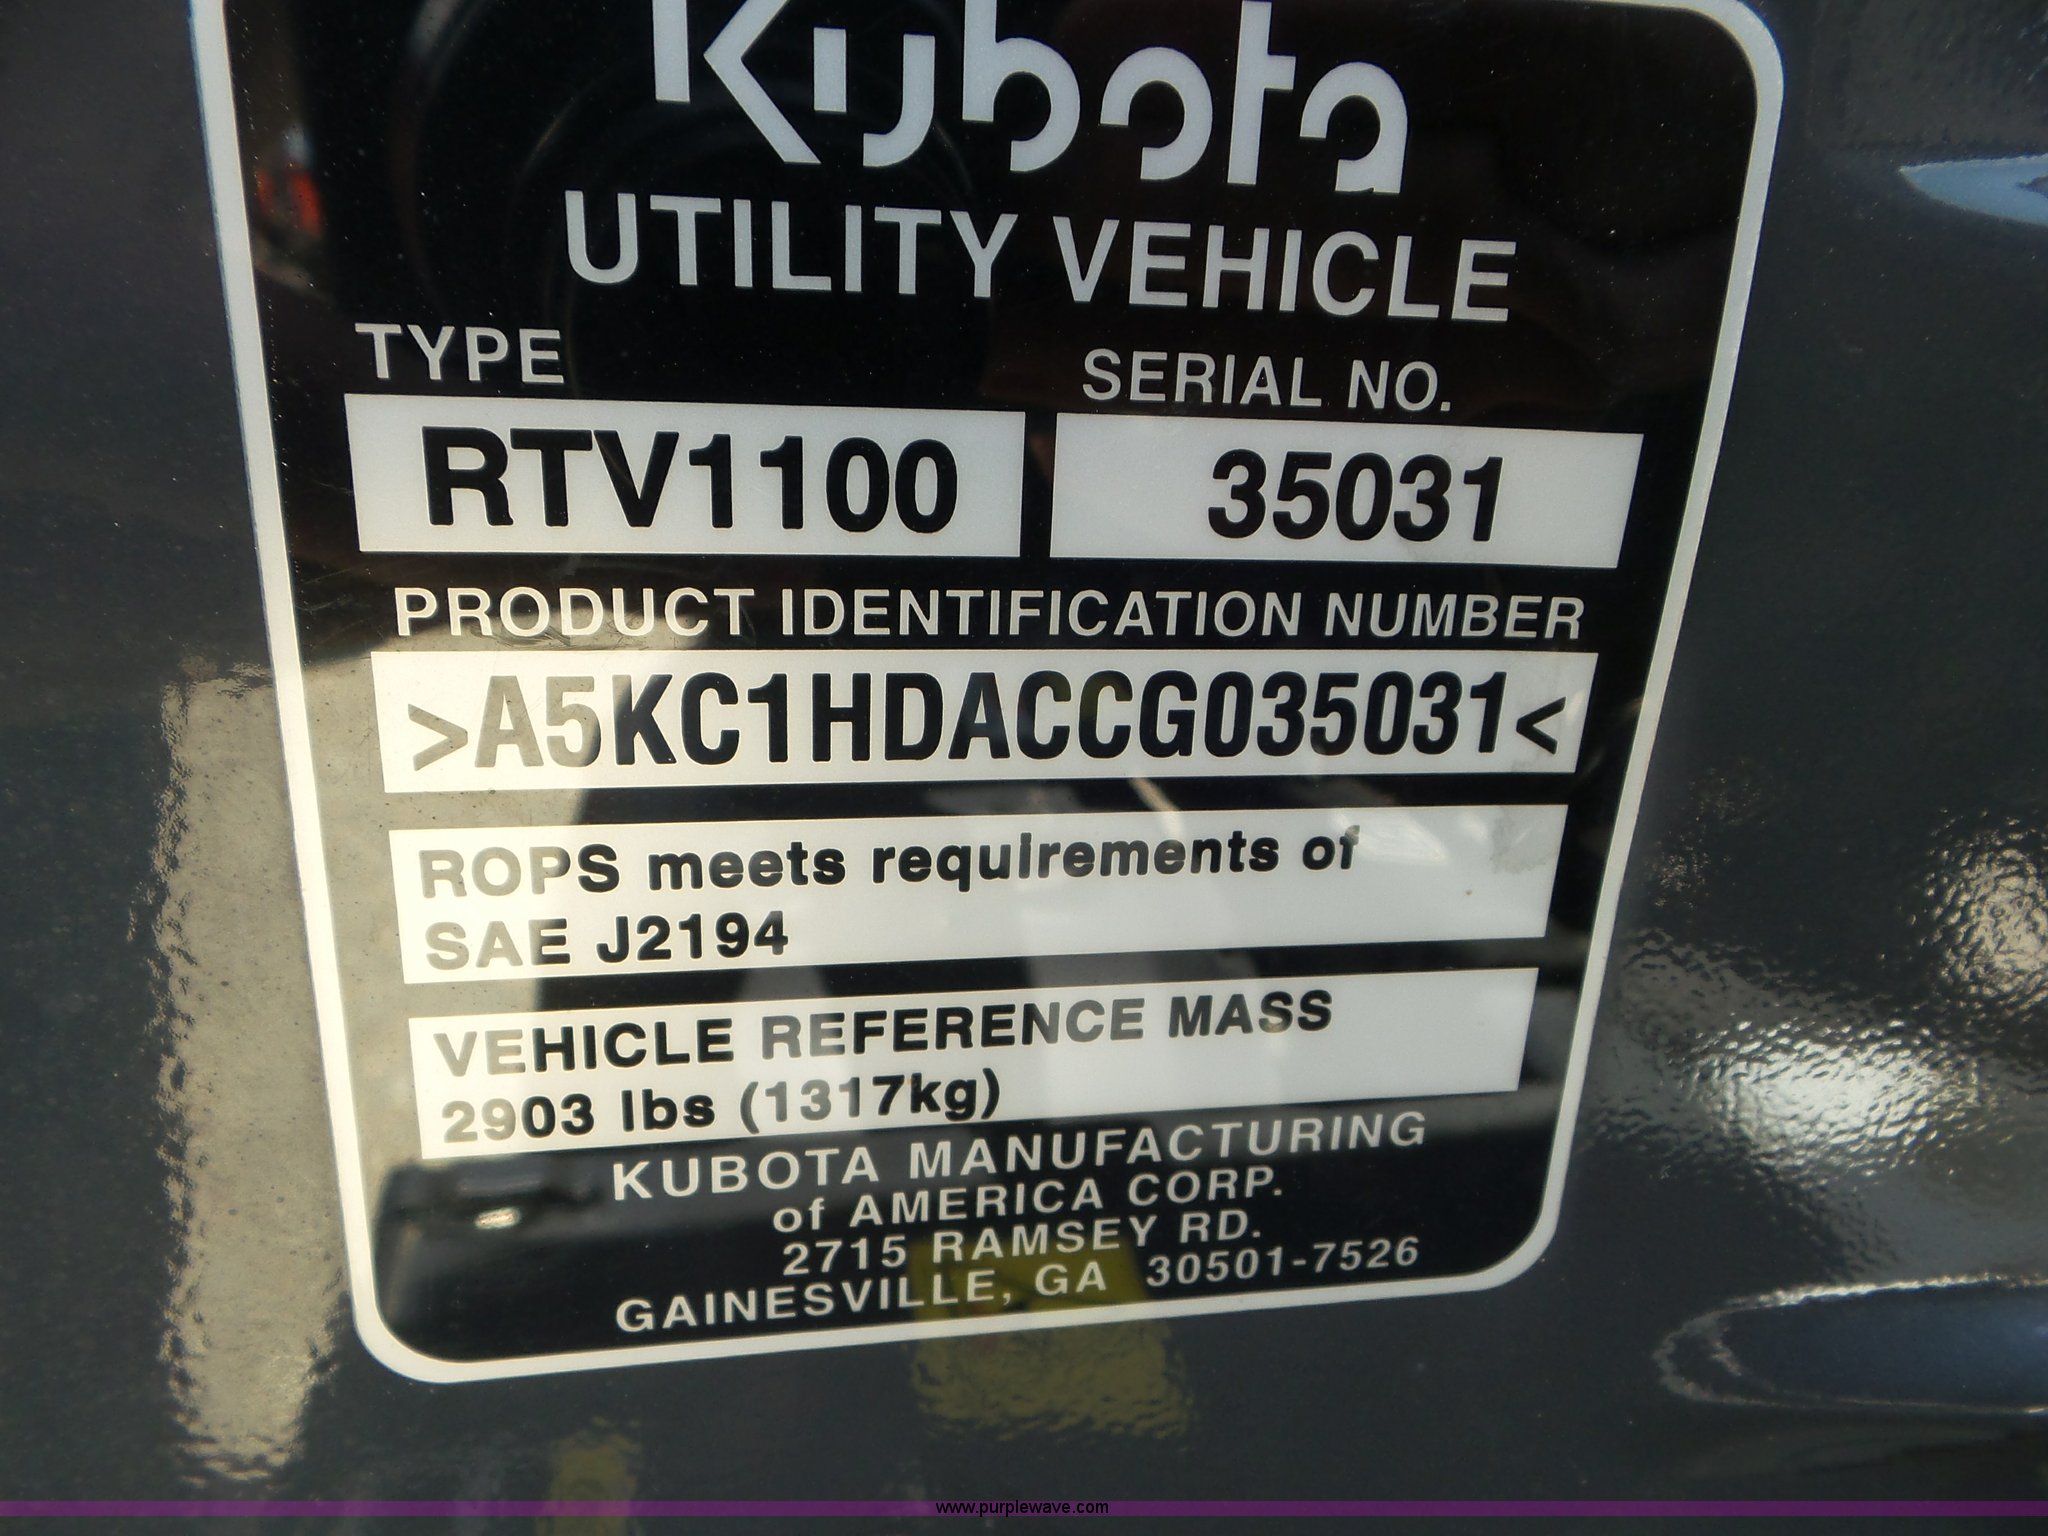 Kubota
UTILITY VEHICLE
TYPE
SERIAL NO.
RTV1100
35031
PRODUCT IDENTIFICATION NUMBER
>A5KC1HDACCG035031<
ROPS meets requirements of
SAE J2194
VEHICLE REFERENCE MASS
2903 lbs (1317kg)
KUBOTA MANUFACTURING
of AMERICA CORP.
2715 RAMSEY RD.
GAINESVILLE, GA 30501-7526
www.purplewave.com